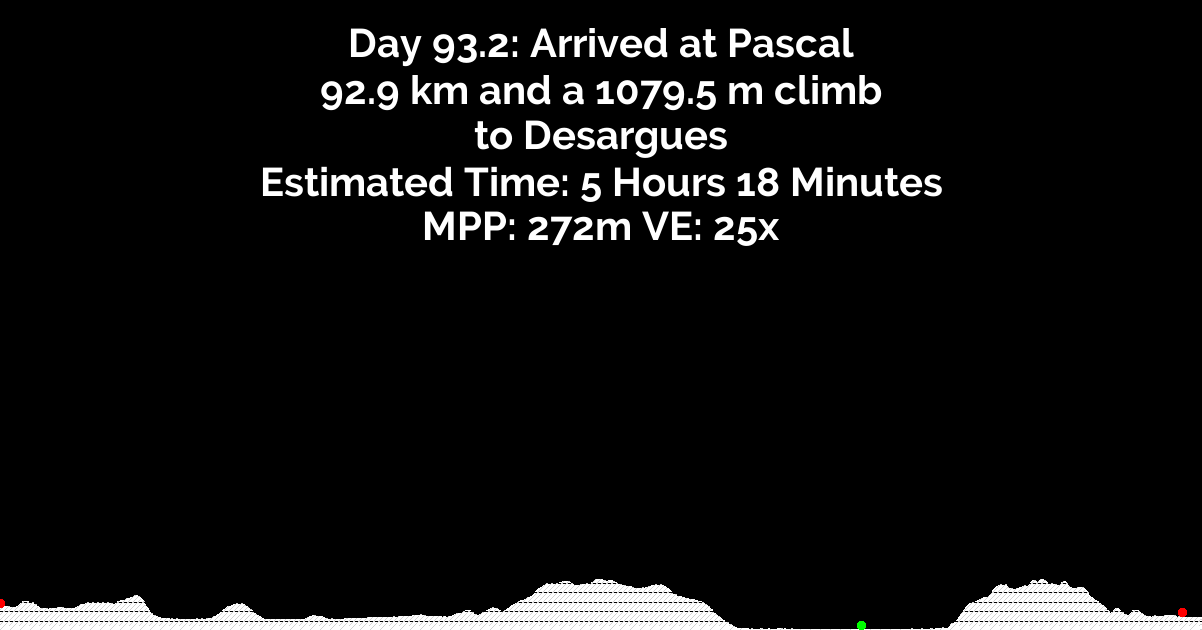 Day 93.2: Arrived at Pascal
92.9 km and a 1079.5 m climb
to Desargues
Estimated Time: 5 Hours 18 Minutes
MPP: 272m VE: 25x